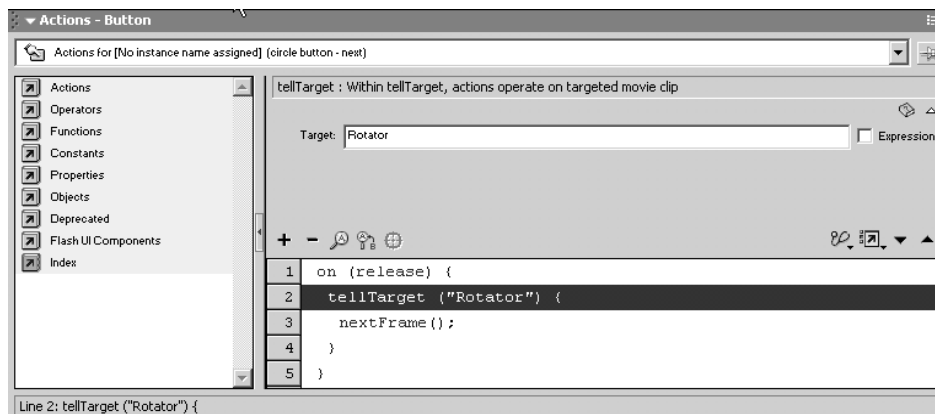 Actions - Button
Actions for [No instance name assigned] (circle button - next)
Actions
Operators
Functions
Constants
Properties
Objects
Deprecated
Flash UI Components
Index
tellTarget : Within tellTarget, actions operate on targeted movie clip
Target: Rotator
Expression
1 on (release) {
2 tellTarget ("Rotator") {
3 nextFrame();
4 }
5 }
Line 2: tellTarget ("Rotator") {